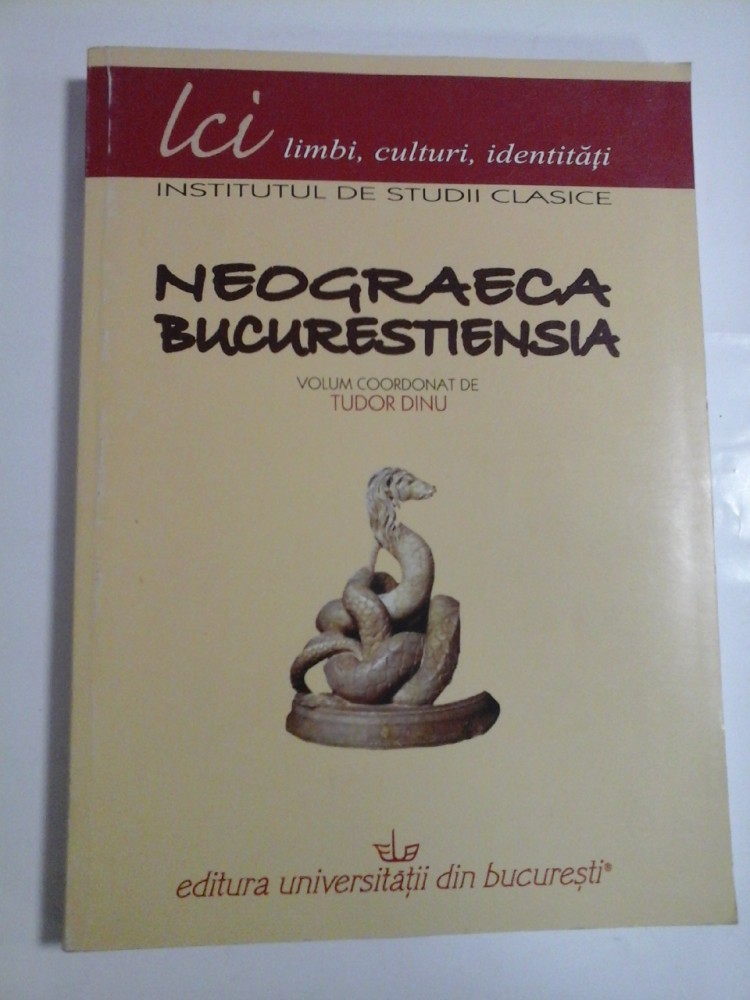 lci limbi, culturi, identități
INSTITUTUL DE STUDII CLASICE
NEOGRAECA
BUCURESTIENSIA
VOLUM COORDONAT DE
TUDOR DINU
editura universității din bucurești®